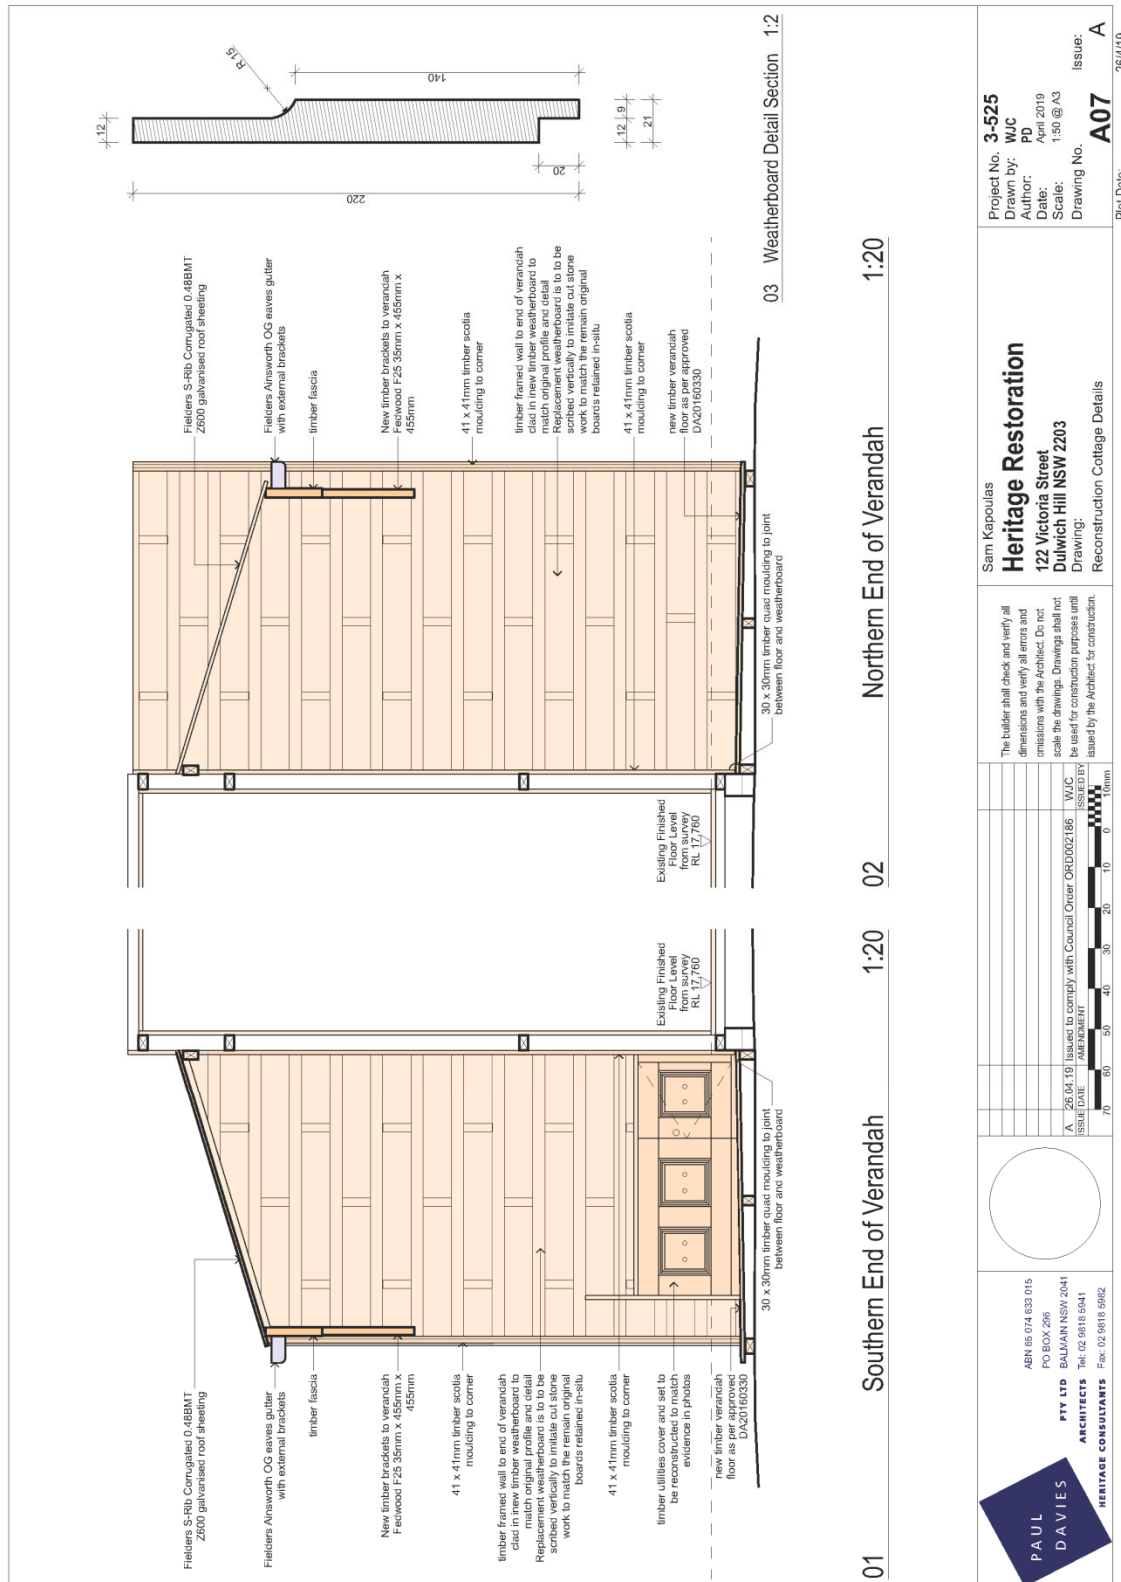 Fielders S-Rib Corrugated 0.48BMT
Z600 galvanised roof sheeting
Fielders Ainsworth OG eaves gutter
with external brackets
timber fascia
New timber brackets to verandah
Fedwood F25 35mm x 455mm x
455mm
41 x 41mm timber scotia
moulding to corner
timber framed wall to end of verandah
clad in inew timber weatherboard to
match original profile and detail
Replacement weatherboard is to to be
scribed vertically to imitate cut stone
work to match the remain original
boards retained in-situ
41 x 41mm timber scotia
moulding to corner
timber utilities cover and set to
be reconstructed to match
evidence in photos
new timber verandah
floor as per approved
DA20160330
30 x 30mm timber quad moulding to joint
between floor and weatherboard
Existing Finished
Floor Level
from survey
RL 17,760
01 Southern End of Verandah 1:20
Existing Finished
Floor Level
from survey
RL 17,760
30 x 30mm timber quad moulding to joint
between floor and weatherboard
Fielders S-Rib Corrugated 0.48BMT
Z600 galvanised roof sheeting
Fielders Ainsworth OG eaves gutter
with external brackets
timber fascia
New timber brackets to verandah
Fedwood F25 35mm x 455mm x
455mm
41 x 41mm timber scotia
moulding to corner
timber framed wall to end of verandah
clad in inew timber weatherboard to
match original profile and detail
Replacement weatherboard is to to be
scribed vertically to imitate cut stone
work to match the remain original
boards retained in-situ
41 x 41mm timber scotia
moulding to corner
new timber verandah
floor as per approved
DA20160330
02 Northern End of Verandah 1:20
12
R 15
140
220
20
12
9
21
03 Weatherboard Detail Section 1:2
PAUL
DAVIES
PTY LTD
ARCHITECTS
HERITAGE CONSULTANTS
ABN 65 074 633 015
PO BOX 296
BALMAIN NSW 2041
Tel: 02 9818 5941
Fax: 02 9818 5982
A 26.04.19 Issued to comply with Council Order ORD002186 WJC
ISSUE DATE AMENDMENT ISSUED BY
70 60 50 40 30 20 10 0 10mm
The builder shall check and verify all
dimensions and verify all errors and
omissions with the Architect. Do not
scale the drawings. Drawings shall not
be used for construction purposes until
issued by the Architect for construction.
Sam Kapoulas
Heritage Restoration
122 Victoria Street
Dulwich Hill NSW 2203
Drawing:
Reconstruction Cottage Details
Project No. 3-525
Drawn by: WJC
Author: PD
Date: April 2019
Scale: 1:50 @ A3
Drawing No. Issue:
A07 A
Plot Date: 26/4/19